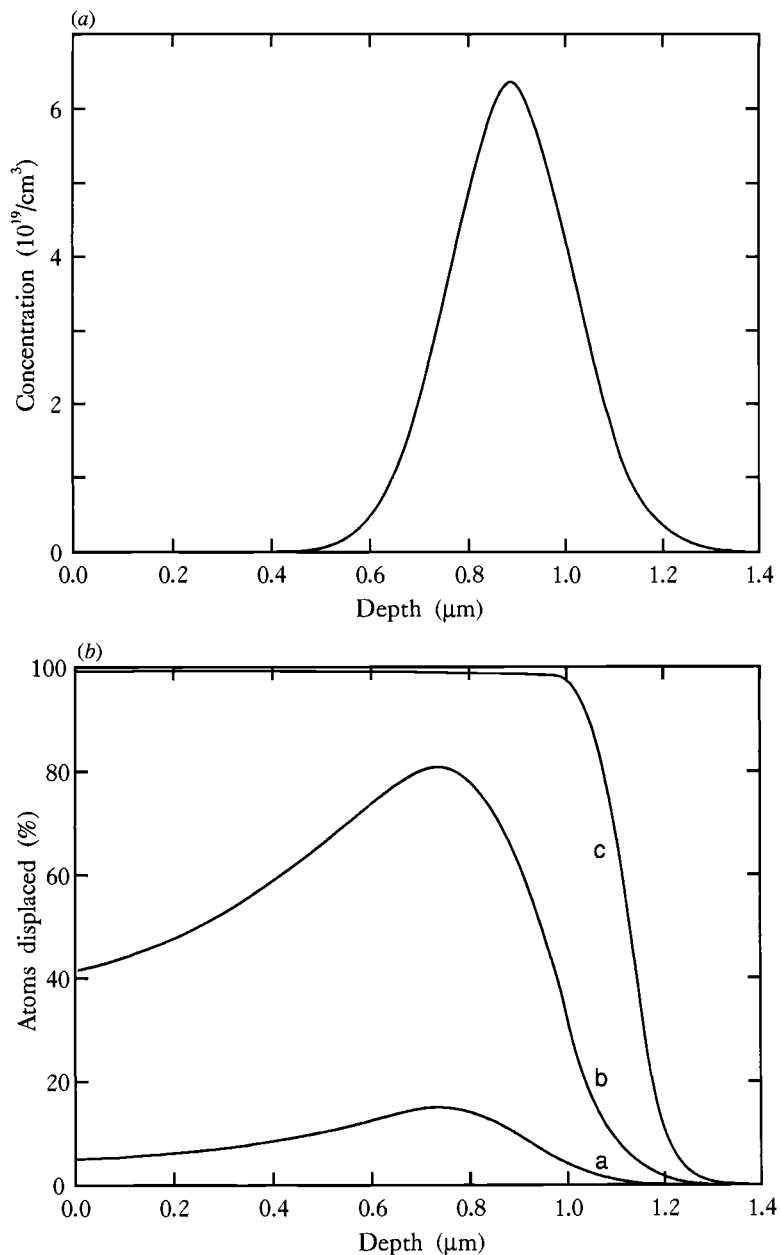 (a)
6
4
2
0
Concentration (10¹⁹/cm³)
0.0 0.2 0.4 0.6 0.8 1.0 1.2 1.4
Depth (μm)
(b)
100
80
60
40
20
0
Atoms displaced (%)
c
b
a
0.0 0.2 0.4 0.6 0.8 1.0 1.2 1.4
Depth (μm)